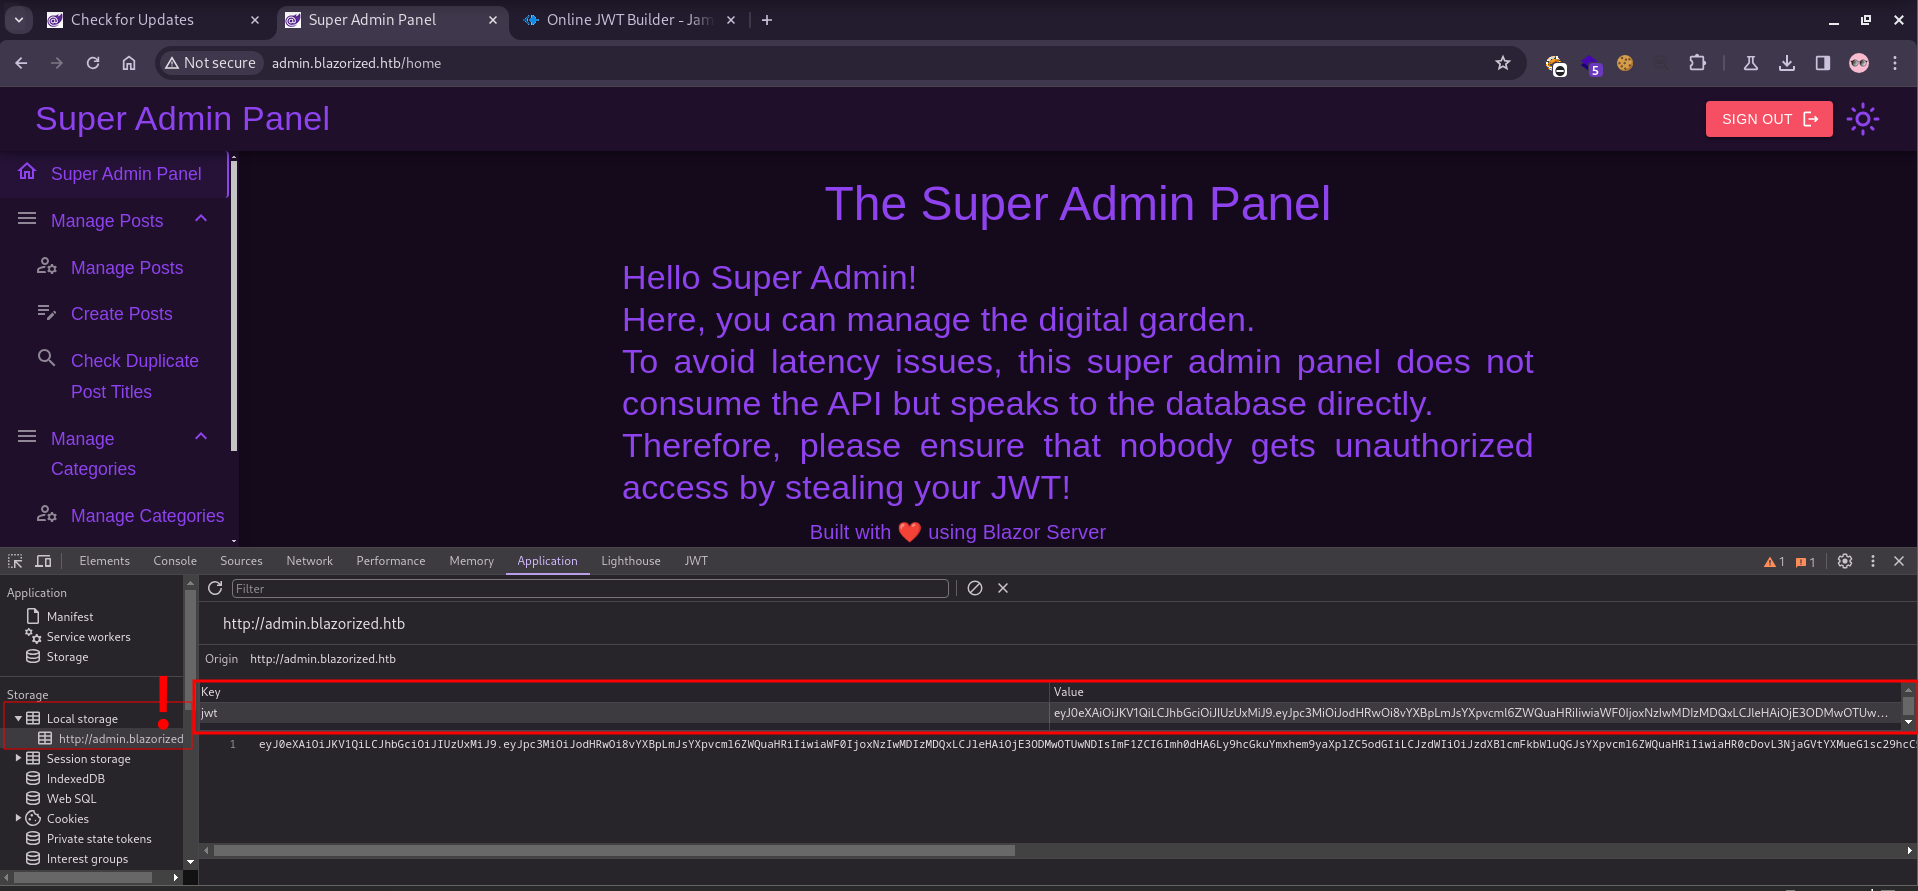 Check for Updates
Super Admin Panel
Online JWT Builder - Jam
Not secure
admin.blazorized.htb/home
5
Super Admin Panel
SIGN OUT
Super Admin Panel
Manage Posts
Manage Posts
Create Posts
Check Duplicate
Post Titles
Manage
Categories
Manage Categories
The Super Admin Panel
Hello Super Admin!
Here, you can manage the digital garden.
To avoid latency issues, this super admin panel does not
consume the API but speaks to the database directly.
Therefore, please ensure that nobody gets unauthorized
access by stealing your JWT!
Built with ❤️ using Blazor Server
Elements Console Sources Network Performance Memory Application Lighthouse JWT
1 1
Application
Manifest
Service workers
Storage
Storage
Local storage
http://admin.blazorized
Session storage
IndexedDB
Web SQL
Cookies
Private state tokens
Interest groups
Filter
http://admin.blazorized.htb
Origin http://admin.blazorized.htb
Key Value
jwt
1